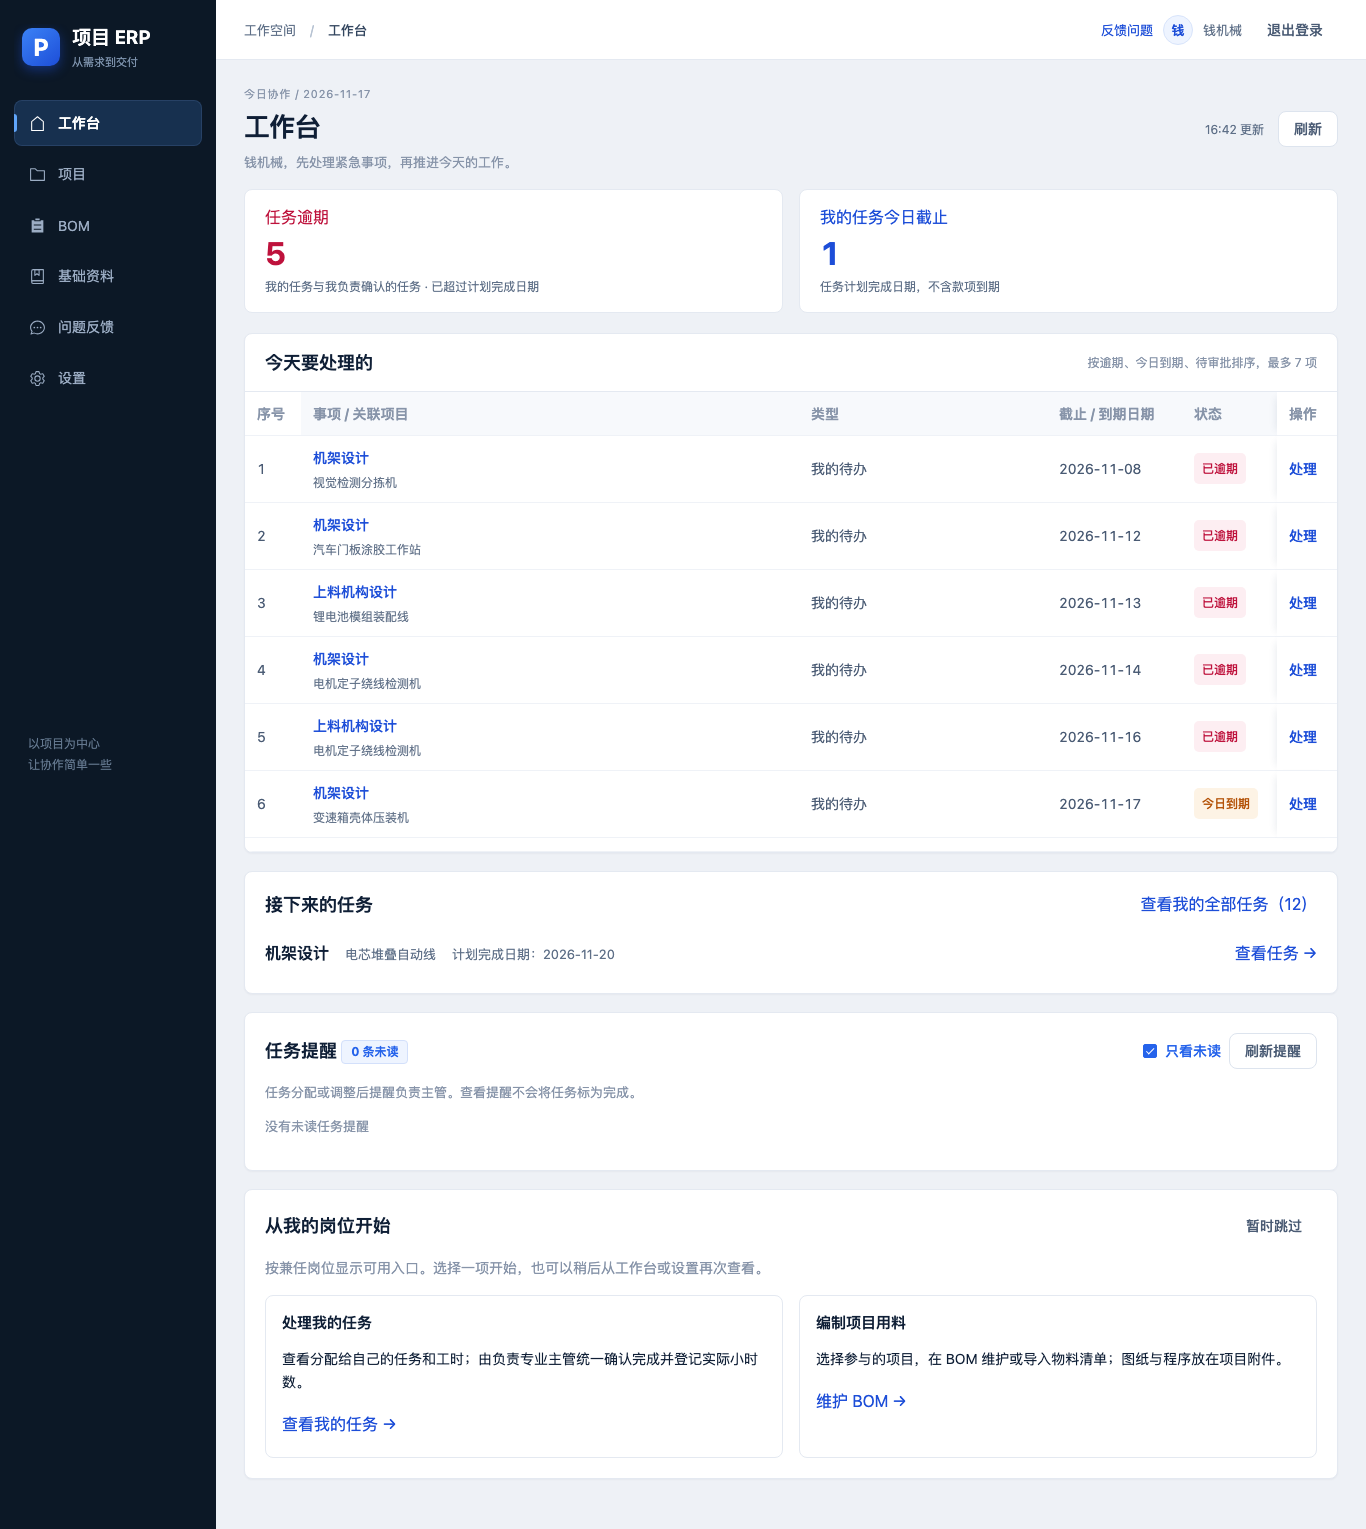 P
项目 ERP
从需求到交付
工作台
项目
BOM
基础资料
问题反馈
设置
以项目为中心
让协作简单一些
工作空间 / 工作台
反馈问题 钱 钱机械 退出登录
今日协作 / 2026-11-17
工作台
钱机械，先处理紧急事项，再推进今天的工作。
16:42 更新 刷新
任务逾期
5
我的任务与我负责确认的任务 · 已超过计划完成日期
我的任务今日截止
1
任务计划完成日期，不含款项到期
今天要处理的
按逾期、今日到期、待审批排序，最多 7 项
序号 事项 / 关联项目 类型 截止 / 到期日期 状态 操作
1 机架设计 我的待办 2026-11-08 已逾期 处理
视觉检测分拣机
2 机架设计 我的待办 2026-11-12 已逾期 处理
汽车门板涂胶工作站
3 上料机构设计 我的待办 2026-11-13 已逾期 处理
锂电池模组装配线
4 机架设计 我的待办 2026-11-14 已逾期 处理
电机定子绕线检测机
5 上料机构设计 我的待办 2026-11-16 已逾期 处理
电机定子绕线检测机
6 机架设计 我的待办 2026-11-17 今日到期 处理
变速箱壳体压装机
接下来的任务
查看我的全部任务（12）
机架设计 电芯堆叠自动线 计划完成日期：2026-11-20 查看任务 →
任务提醒 0 条未读
只看未读 刷新提醒
任务分配或调整后提醒负责主管。查看提醒不会将任务标为完成。
没有未读任务提醒
从我的岗位开始
暂时跳过
按兼任岗位显示可用入口。选择一项开始，也可以稍后从工作台或设置再次查看。
处理我的任务
查看分配给自己的任务和工时；由负责专业主管统一确认完成并登记实际小时
数。
查看我的任务 →
编制项目用料
选择参与的项目，在 BOM 维护或导入物料清单；图纸与程序放在项目附件。
维护 BOM →